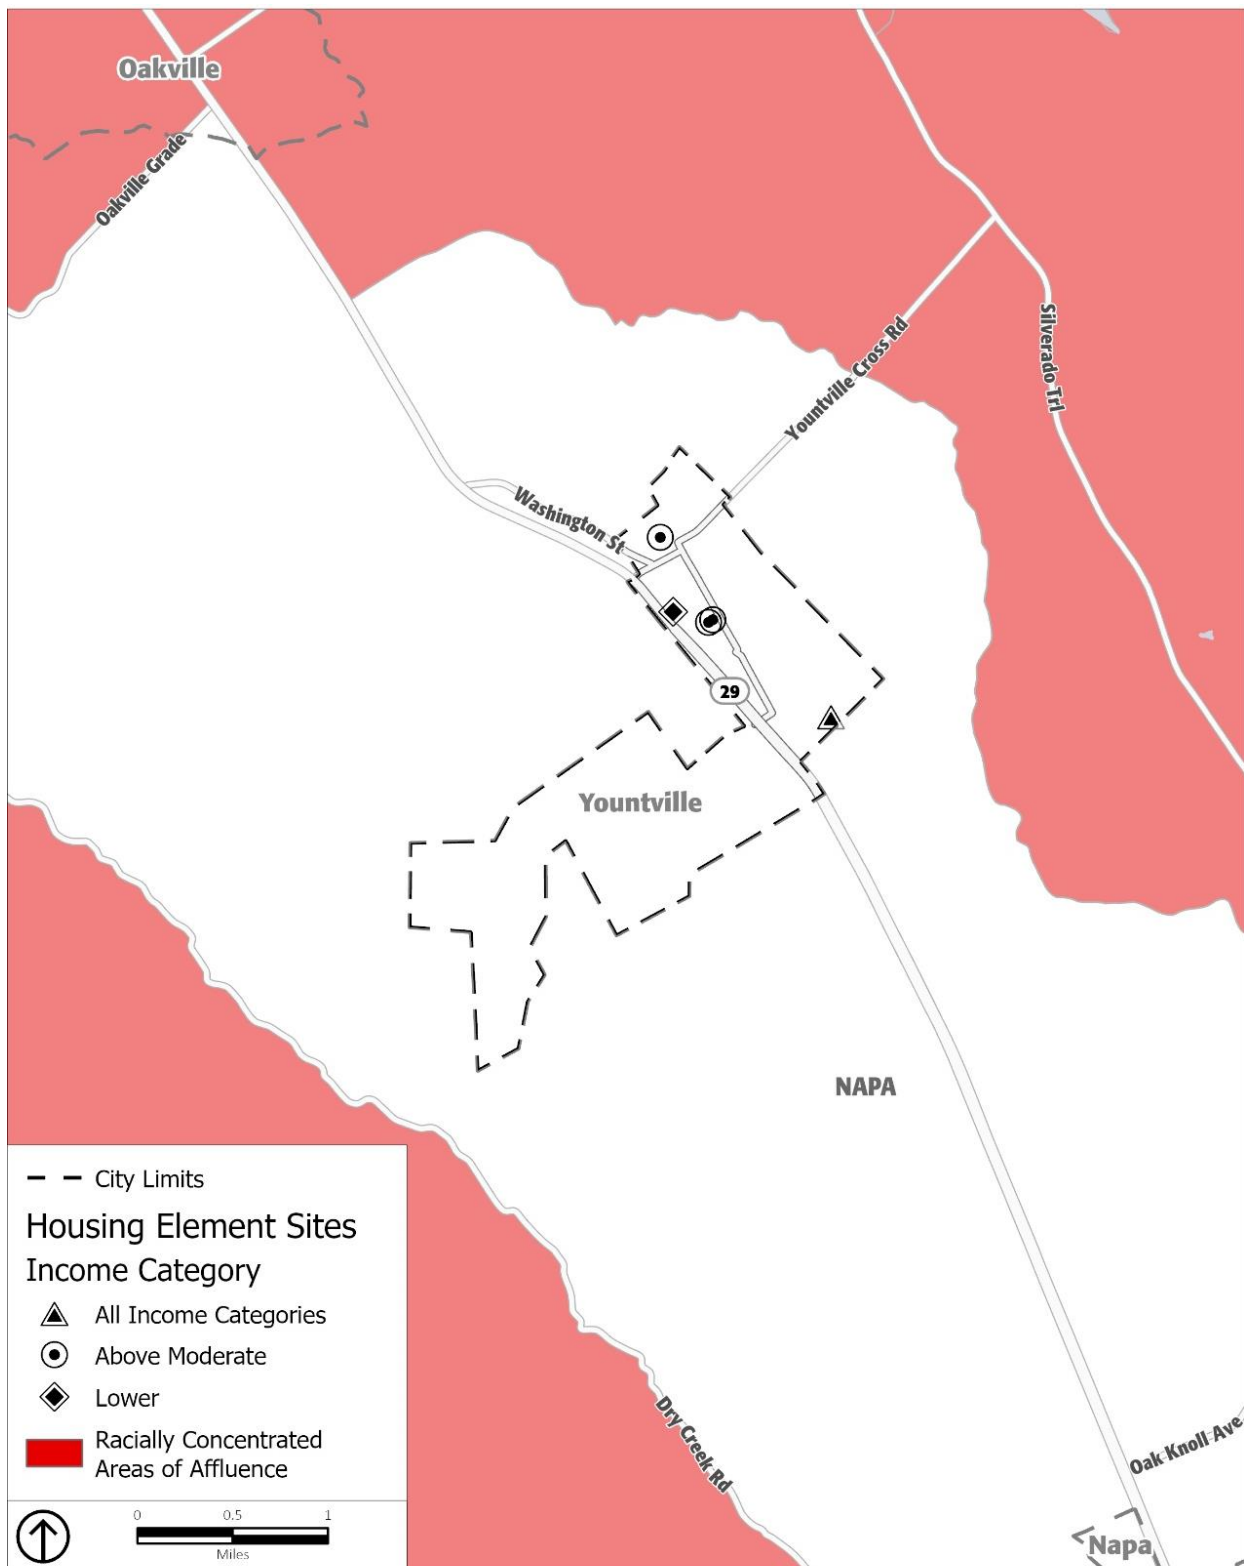 Oakville
Oakville Grade
Silverado Trl
Yountville Cross Rd
Washington St
29
Yountville
NAPA
City Limits
Housing Element Sites
Income Category
All Income Categories
Above Moderate
Lower
Racially Concentrated
Areas of Affluence
0 0.5 1
Miles
Dry Creek Rd
Oak Knoll Ave
Napa